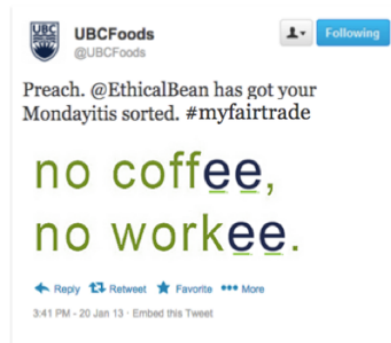 UBC
UBCFoods
@UBCFoods
Following
Preach. @EthicalBean has got your
Mondayitis sorted. #myfairtrade
no coffee,
no workee.
Reply Retweet Favorite More
3:41 PM - 20 Jan 13 · Embed this Tweet